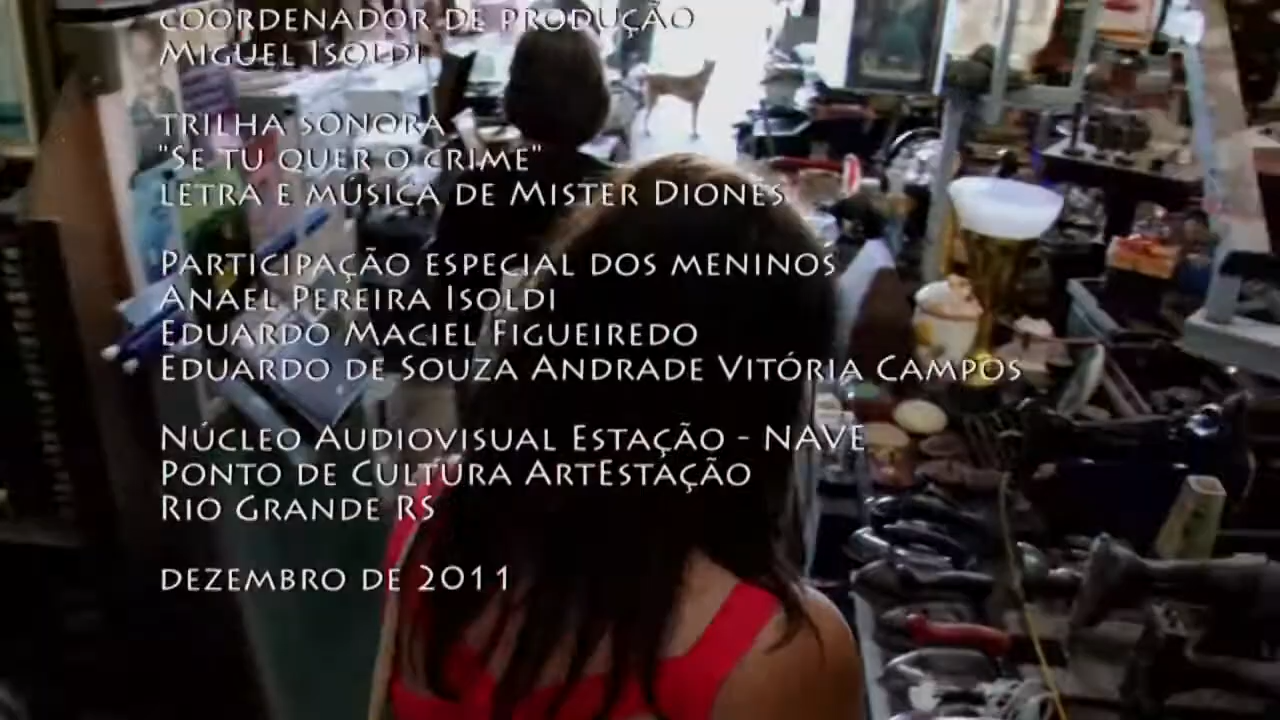 COORDENADOR DE PRODUÇÃO
MIGUEL ISOLDI
TRILHA SONORA
"SE TU QUER O CRIME"
LETRA E MÚSICA DE MISTER DIONES
PARTICIPAÇÃO ESPECIAL DOS MENINOS
ANAEL PEREIRA ISOLDI
EDUARDO MACIEL FIGUEIREDO
EDUARDO DE SOUZA ANDRADE VITÓRIA CAMPOS
NÚCLEO AUDIOVISUAL ESTAÇÃO - NAVE
PONTO DE CULTURA ARTESTAÇÃO
RIO GRANDE RS
DEZEMBRO DE 2011